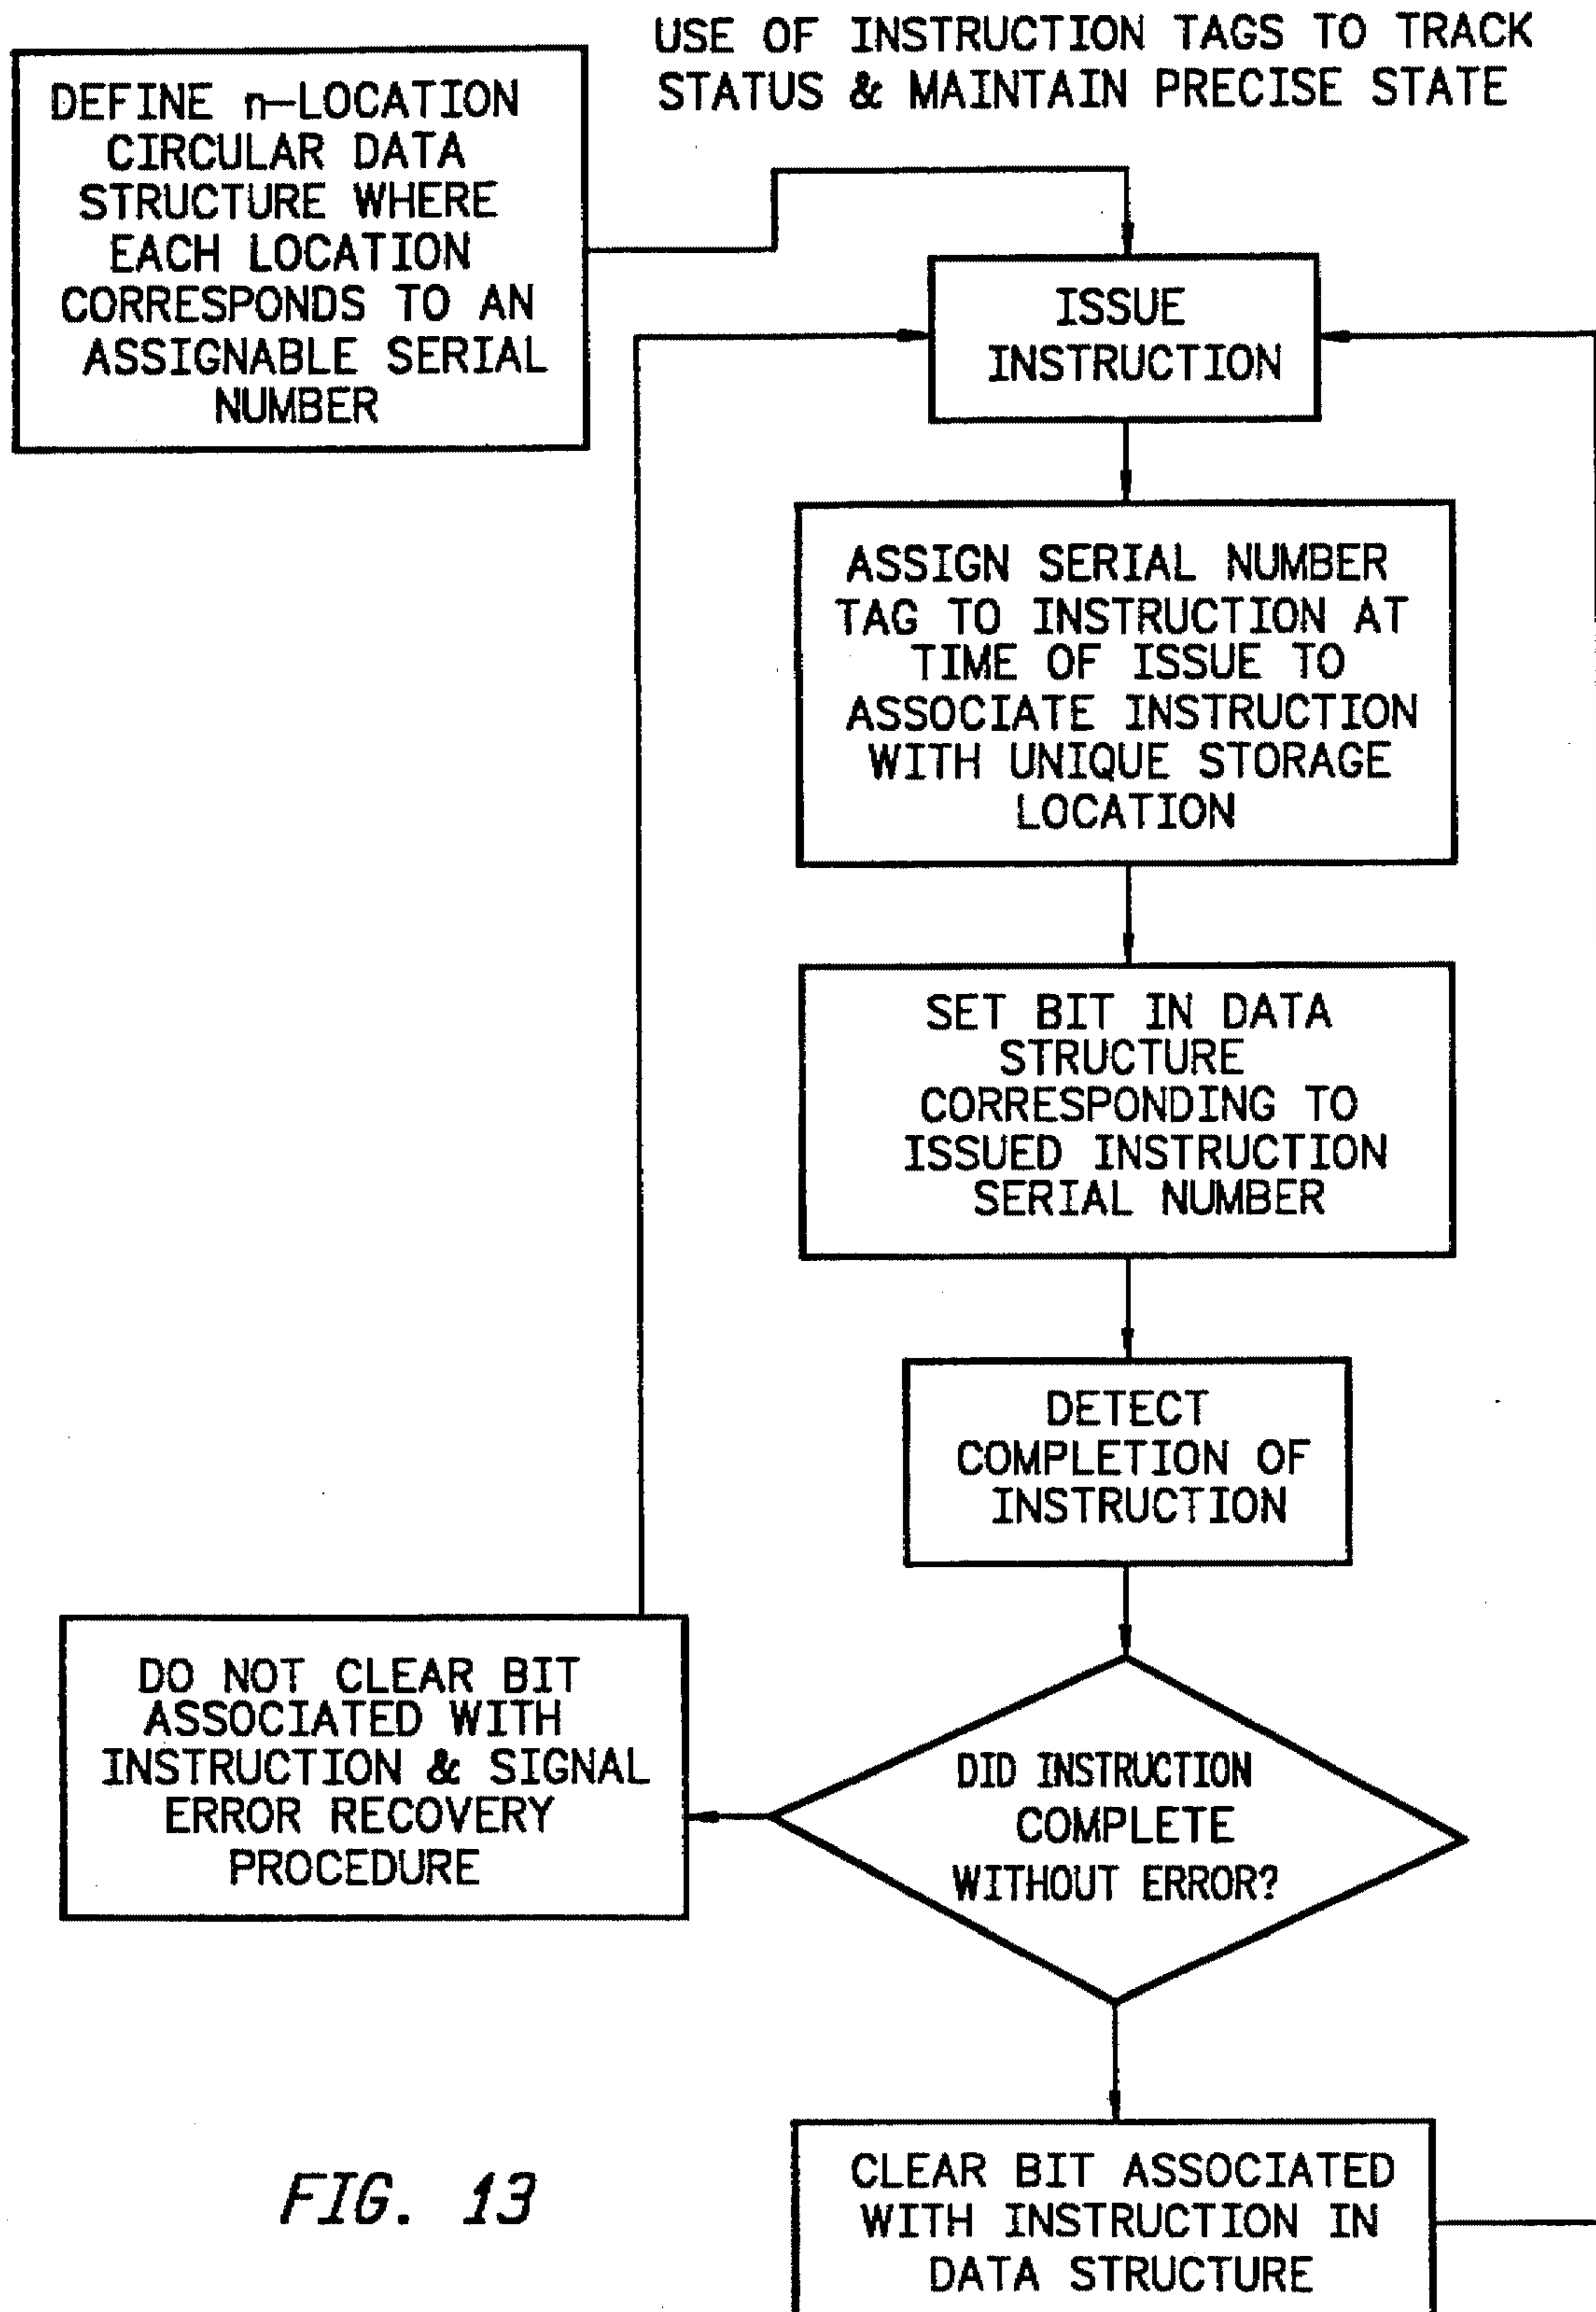 USE OF INSTRUCTION TAGS TO TRACK
STATUS & MAINTAIN PRECISE STATE
DEFINE n-LOCATION
CIRCULAR DATA
STRUCTURE WHERE
EACH LOCATION
CORRESPONDS TO AN
ASSIGNABLE SERIAL
NUMBER
ISSUE
INSTRUCTION
ASSIGN SERIAL NUMBER
TAG TO INSTRUCTION AT
TIME OF ISSUE TO
ASSOCIATE INSTRUCTION
WITH UNIQUE STORAGE
LOCATION
SET BIT IN DATA
STRUCTURE
CORRESPONDING TO
ISSUED INSTRUCTION
SERIAL NUMBER
DETECT
COMPLETION OF
INSTRUCTION
DID INSTRUCTION
COMPLETE
WITHOUT ERROR?
DO NOT CLEAR BIT
ASSOCIATED WITH
INSTRUCTION & SIGNAL
ERROR RECOVERY
PROCEDURE
CLEAR BIT ASSOCIATED
WITH INSTRUCTION IN
DATA STRUCTURE
FIG. 13